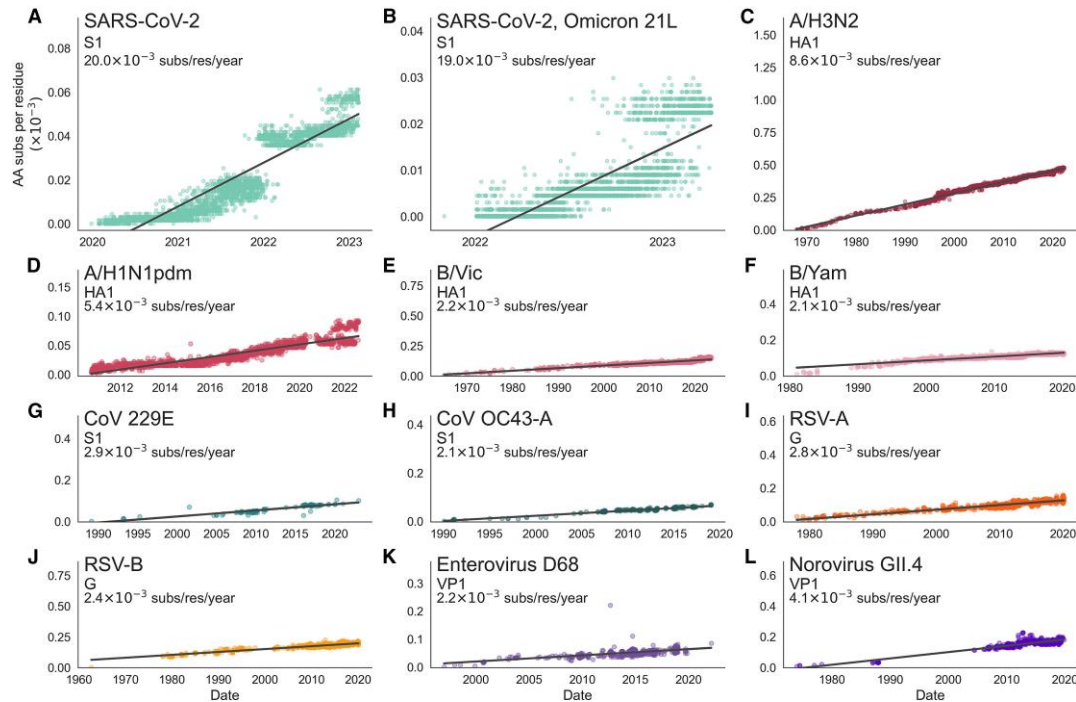 A
SARS-CoV-2
S1
20.0×10⁻³ subs/res/year
AA subs per residue
(×10⁻³)
0.08
0.06
0.04
0.02
0.00
2020 2021 2022 2023
B
SARS-CoV-2, Omicron 21L
S1
19.0×10⁻³ subs/res/year
0.04
0.03
0.02
0.01
0.00
2022 2023
C
A/H3N2
HA1
8.6×10⁻³ subs/res/year
1.50
1.25
1.00
0.75
0.50
0.25
0.00
1970 1980 1990 2000 2010 2020
D
A/H1N1pdm
HA1
5.4×10⁻³ subs/res/year
0.15
0.10
0.05
0.00
2012 2014 2016 2018 2020 2022
E
B/Vic
HA1
2.2×10⁻³ subs/res/year
0.75
0.50
0.25
0.00
1970 1980 1990 2000 2010 2020
F
B/Yam
HA1
2.1×10⁻³ subs/res/year
0.4
0.2
0.0
1981 1990 2000 2010 2020
G
CoV 229E
S1
2.9×10⁻³ subs/res/year
0.4
0.2
0.0
1990 1995 2000 2005 2010 2015 2020
H
CoV OC43-A
S1
2.1×10⁻³ subs/res/year
0.4
0.2
0.0
1990 1995 2000 2005 2010 2015 2020
I
RSV-A
G
2.8×10⁻³ subs/res/year
0.6
0.4
0.2
0.0
1980 1990 2000 2010 2020
J
RSV-B
G
2.4×10⁻³ subs/res/year
0.75
0.50
0.25
0.00
1960 1970 1980 1990 2000 2010 2020
Date
K
Enterovirus D68
VP1
2.2×10⁻³ subs/res/year
0.3
0.2
0.1
0.0
2000 2005 2010 2015 2020
Date
L
Norovirus GII.4
VP1
4.1×10⁻³ subs/res/year
0.6
0.4
0.2
0.0
1980 1990 2000 2010 2020
Date